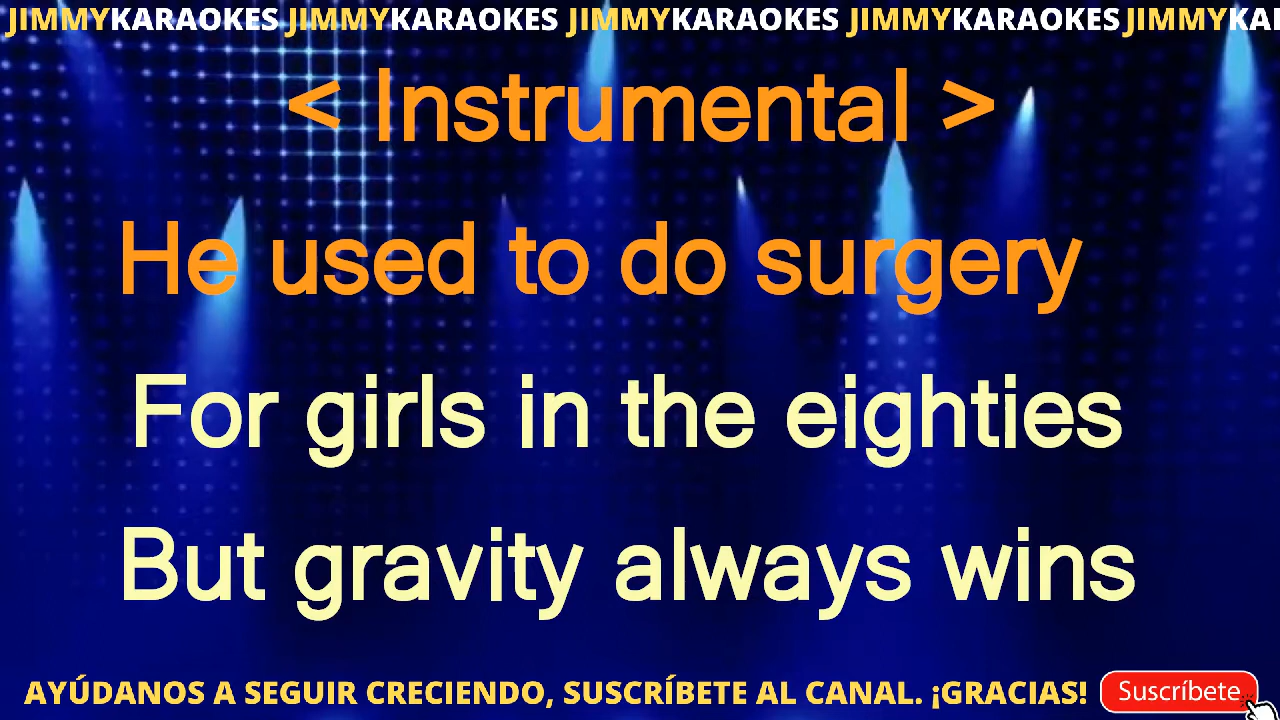 JIMMYKARAOKES JIMMYKARAOKES JIMMYKARAOKES JIMMYKARAOKES JIMMYKA
< Instrumental >
He used to do surgery
For girls in the eighties
But gravity always wins
AYÚDANOS A SEGUIR CRECIENDO, SUSCRÍBETE AL CANAL. ¡GRACIAS! Suscríbete